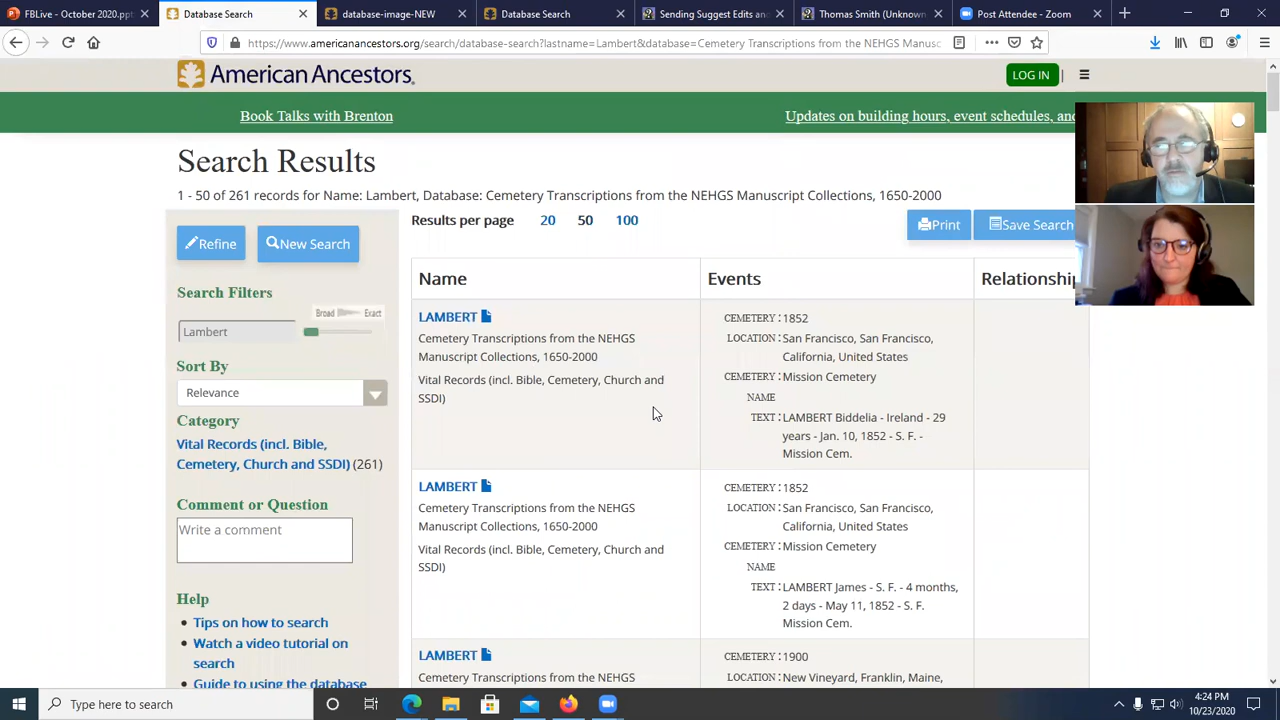 FBLive - October 2020.ppt
Database Search
database-image-NEW
Database Search
Sending Suggest Edits and
Thomas Smith (Unknown
Post Attendee - Zoom
https://www.americanancestors.org/search/database-search?lastname=Lambert&database=Cemetery Transcriptions from the NEHGS Manusc
American Ancestors.
LOG IN
Book Talks with Brenton
Updates on building hours, event schedules, and
Search Results
1 - 50 of 261 records for Name: Lambert, Database: Cemetery Transcriptions from the NEHGS Manuscript Collections, 1650-2000
Results per page 20 50 100
Print
Save Search
Refine
New Search
Search Filters
Broad Exact
Lambert
Sort By
Relevance
Category
Vital Records (incl. Bible,
Cemetery, Church and SSDI) (261)
Comment or Question
Write a comment
Help
Tips on how to search
Watch a video tutorial on
search
Guide to using the database
Name Events Relationship
LAMBERT
Cemetery Transcriptions from the NEHGS
Manuscript Collections, 1650-2000
Vital Records (incl. Bible, Cemetery, Church and
SSDI)
CEMETERY: 1852
LOCATION: San Francisco, San Francisco,
California, United States
CEMETERY: Mission Cemetery
NAME
TEXT: LAMBERT Biddelia - Ireland - 29
years - Jan. 10, 1852 - S. F. -
Mission Cem.
LAMBERT
Cemetery Transcriptions from the NEHGS
Manuscript Collections, 1650-2000
Vital Records (incl. Bible, Cemetery, Church and
SSDI)
CEMETERY: 1852
LOCATION: San Francisco, San Francisco,
California, United States
CEMETERY: Mission Cemetery
NAME
TEXT: LAMBERT James - S. F. - 4 months,
2 days - May 11, 1852 - S. F.
Mission Cem.
LAMBERT
Cemetery Transcriptions from the NEHGS
CEMETERY: 1900
LOCATION: New Vineyard, Franklin, Maine,
Type here to search
4:24 PM
10/23/2020